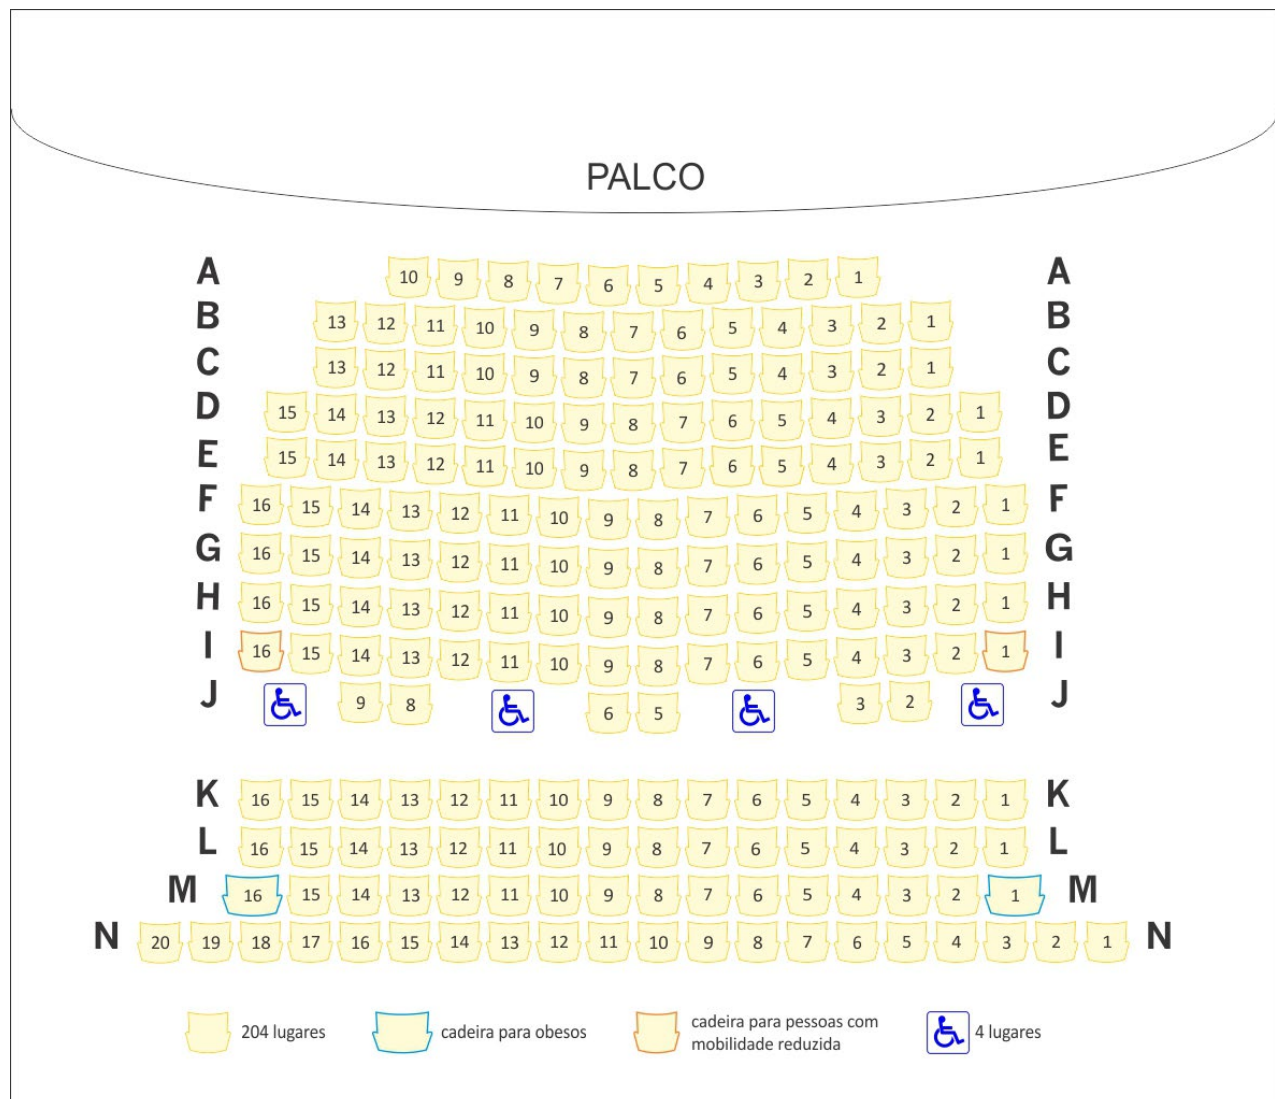 PALCO
A 10 9 8 7 6 5 4 3 2 1 A
B 13 12 11 10 9 8 7 6 5 4 3 2 1 B
C 13 12 11 10 9 8 7 6 5 4 3 2 1 C
D 15 14 13 12 11 10 9 8 7 6 5 4 3 2 1 D
E 15 14 13 12 11 10 9 8 7 6 5 4 3 2 1 E
F 16 15 14 13 12 11 10 9 8 7 6 5 4 3 2 1 F
G 16 15 14 13 12 11 10 9 8 7 6 5 4 3 2 1 G
H 16 15 14 13 12 11 10 9 8 7 6 5 4 3 2 1 H
I 16 15 14 13 12 11 10 9 8 7 6 5 4 3 2 1 I
J 9 8 6 5 3 2 J
K 16 15 14 13 12 11 10 9 8 7 6 5 4 3 2 1 K
L 16 15 14 13 12 11 10 9 8 7 6 5 4 3 2 1 L
M 16 15 14 13 12 11 10 9 8 7 6 5 4 3 2 1 M
N 20 19 18 17 16 15 14 13 12 11 10 9 8 7 6 5 4 3 2 1 N
204 lugares
cadeira para obesos
cadeira para pessoas com
mobilidade reduzida
4 lugares